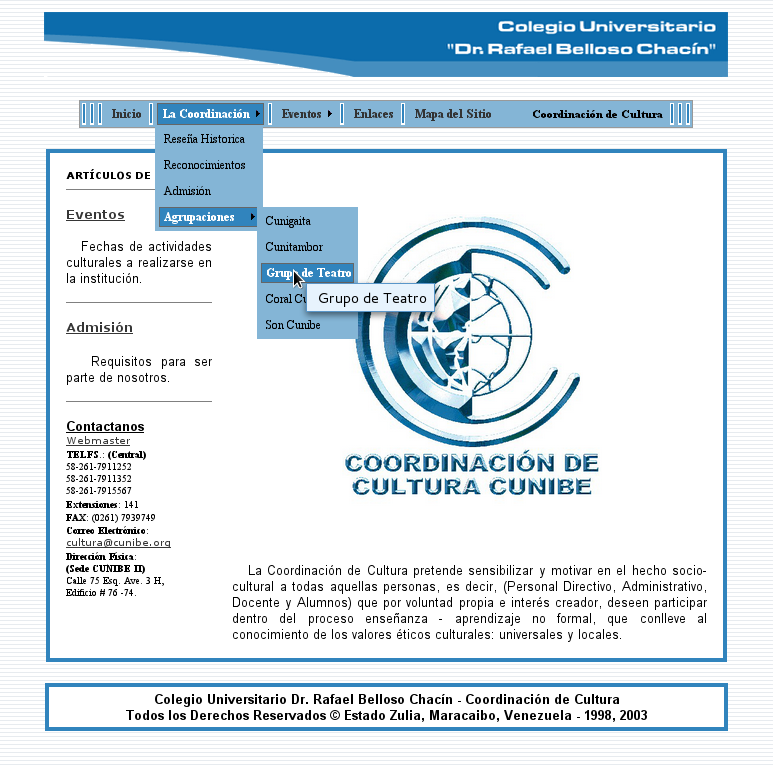 Colegio Universitario
"Dr. Rafael Belloso Chacín"
Inicio La Coordinación Eventos Enlaces Mapa del Sitio Coordinación de Cultura
Reseña Historica
Reconocimientos
Admisión
Agrupaciones
Cunigaita
Cunitambor
Grupo de Teatro
Grupo de Teatro
Coral
Son Cunibe
ARTÍCULOS DE
Eventos
Fechas de actividades
culturales a realizarse en
la institución.
Admisión
Requisitos para ser
parte de nosotros.
Contactanos
Webmaster
TELFS.: (Central)
58-261-7911252
58-261-7911352
58-261-7915567
Extensiones: 141
FAX: (0261) 7939749
Correo Electrónico:
cultura@cunibe.org
Dirección Física:
(Sede CUNIBE II)
Calle 75 Esq. Ave. 3 H,
Edificio # 76 -74.
COORDINACIÓN DE
CULTURA CUNIBE
La Coordinación de Cultura pretende sensibilizar y motivar en el hecho socio-
cultural a todas aquellas personas, es decir, (Personal Directivo, Administrativo,
Docente y Alumnos) que por voluntad propia e interés creador, deseen participar
dentro del proceso enseñanza - aprendizaje no formal, que conlleve al
conocimiento de los valores éticos culturales: universales y locales.
Colegio Universitario Dr. Rafael Belloso Chacín - Coordinación de Cultura
Todos los Derechos Reservados © Estado Zulia, Maracaibo, Venezuela - 1998, 2003